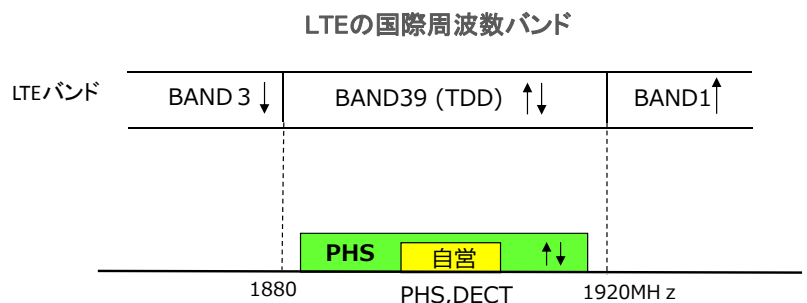 LTEの国際周波数バンド
LTEバンド
BAND 3 ↓
BAND39 (TDD) ↑↓
BAND1↑
PHS
自営
↑↓
1880
PHS,DECT
1920MHz